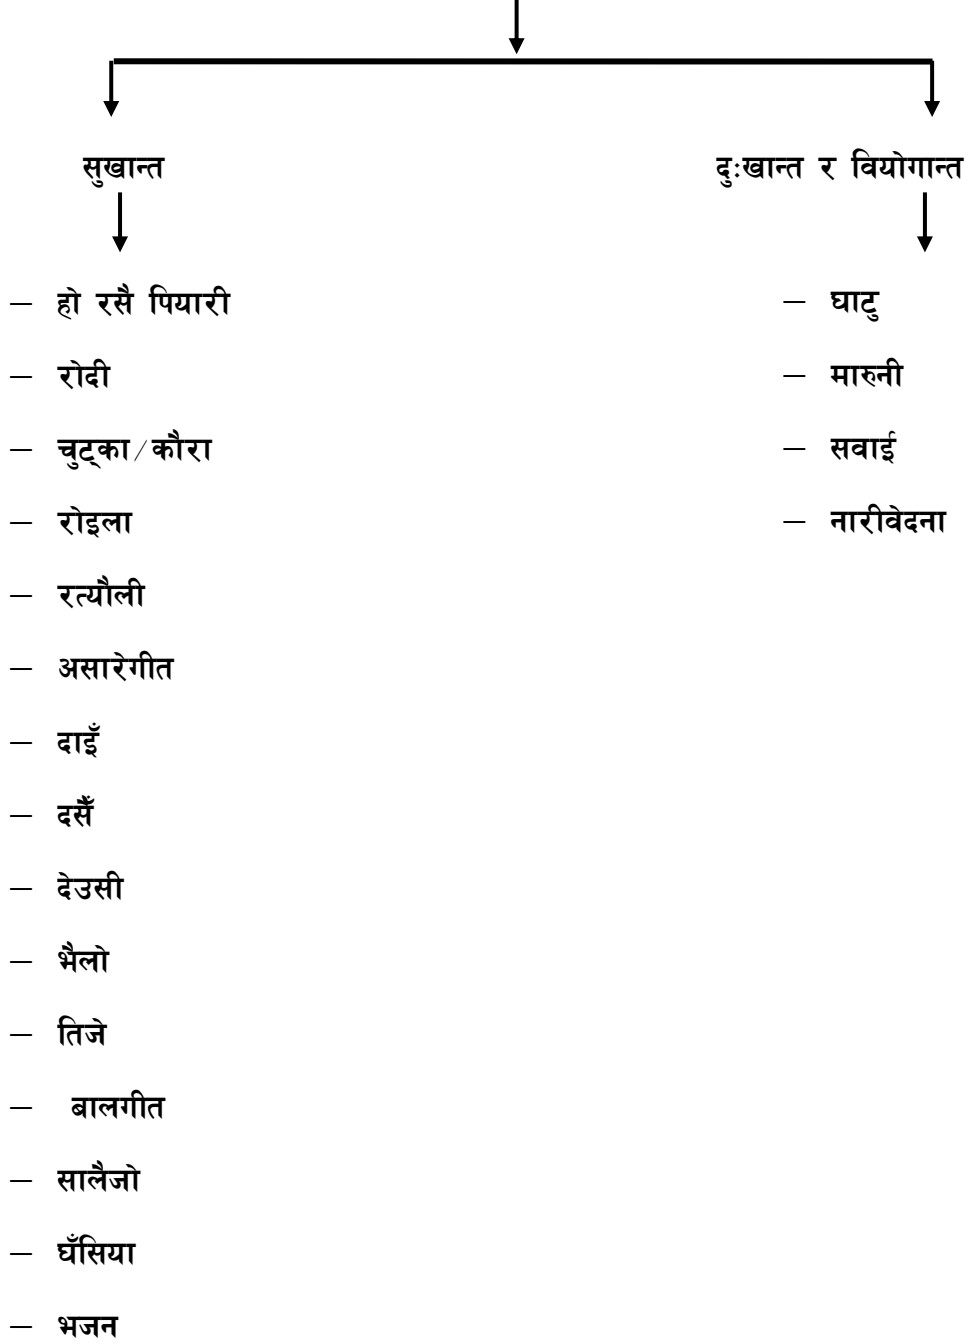 सुखान्त
दुःखान्त र वियोगान्त
– हो रसै पियारी
– रोदी
– चुट्का/कौरा
– रोइला
– रत्यौली
– असारेगीत
– दाइँ
– दसैँ
– देउसी
– भैलो
– तिजे
– बालगीत
– सालैजो
– घँसिया
– भजन
– घाटु
– मारुनी
– सवाई
– नारीवेदना